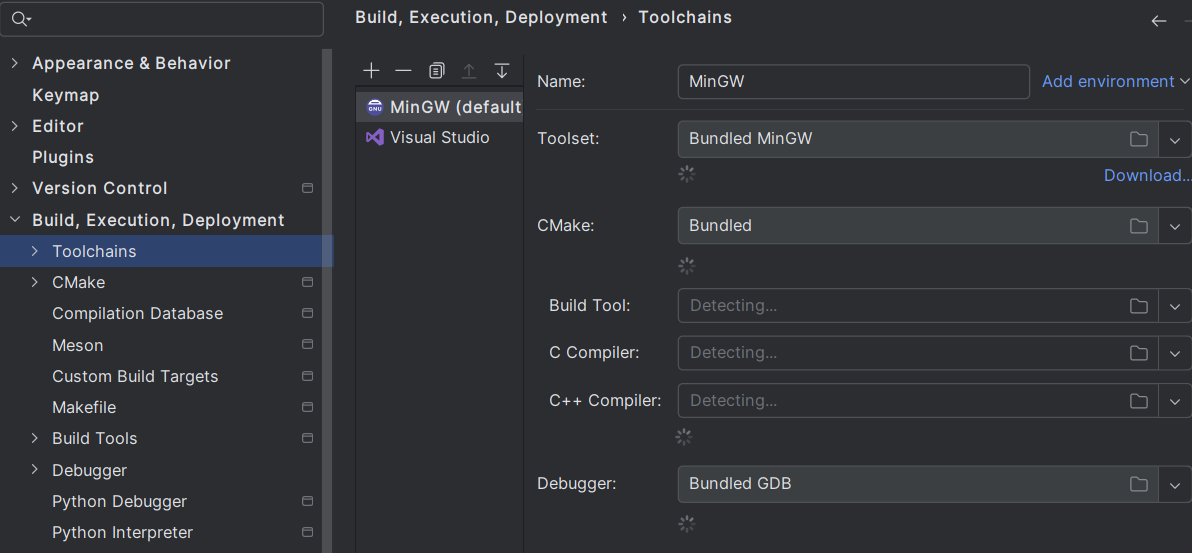 Build, Execution, Deployment › Toolchains
Appearance & Behavior
Keymap
Editor
Plugins
Version Control
Build, Execution, Deployment
Toolchains
CMake
Compilation Database
Meson
Custom Build Targets
Makefile
Build Tools
Debugger
Python Debugger
Python Interpreter
GNU
MinGW (default
Visual Studio
Name: MinGW Add environment
Toolset: Bundled MinGW
Download...
CMake: Bundled
Build Tool: Detecting...
C Compiler: Detecting...
C++ Compiler: Detecting...
Debugger: Bundled GDB